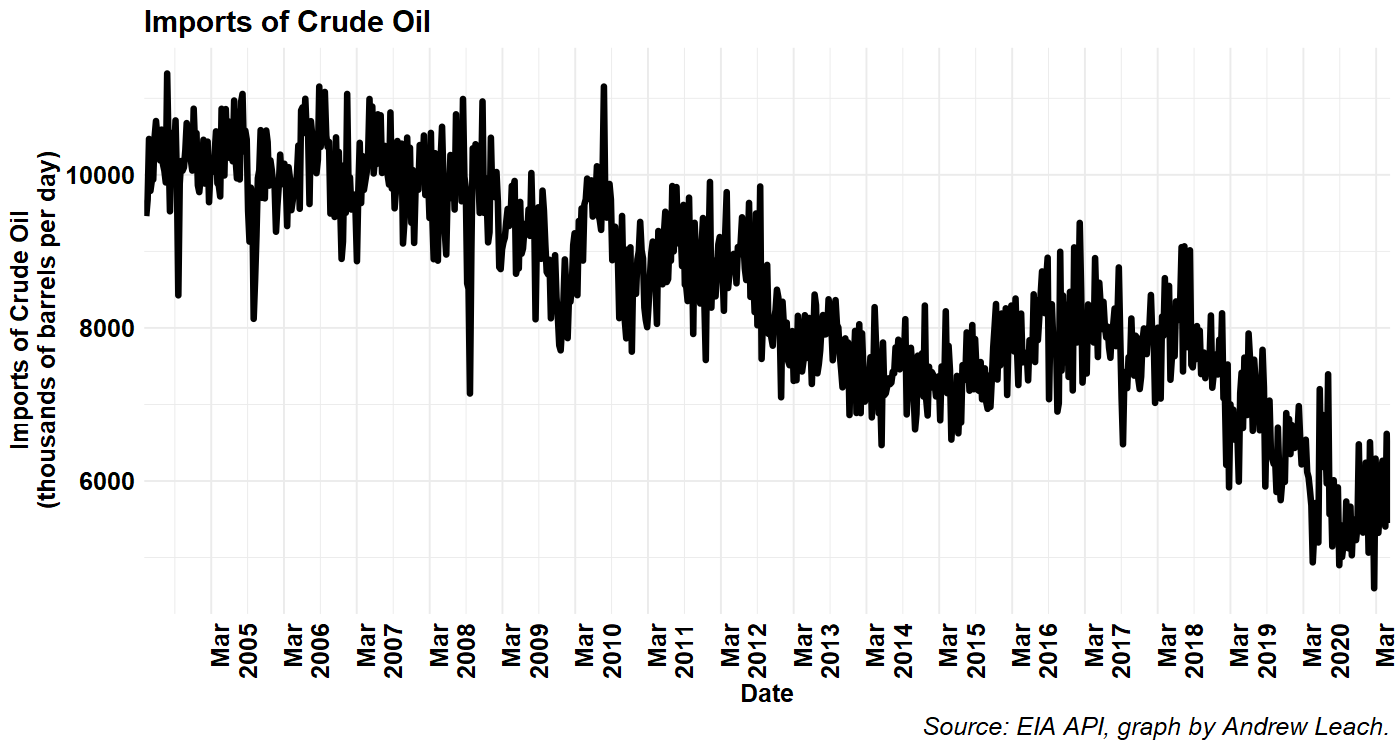 Imports of Crude Oil
Imports of Crude Oil
(thousands of barrels per day)
10000
8000
6000
Mar
2005
Mar
2006
Mar
2007
Mar
2008
Mar
2009
Mar
2010
Mar
2011
Mar
2012
Mar
2013
Mar
2014
Mar
2015
Mar
2016
Mar
2017
Mar
2018
Mar
2019
Mar
2020
Mar
Date
Source: EIA API, graph by Andrew Leach.